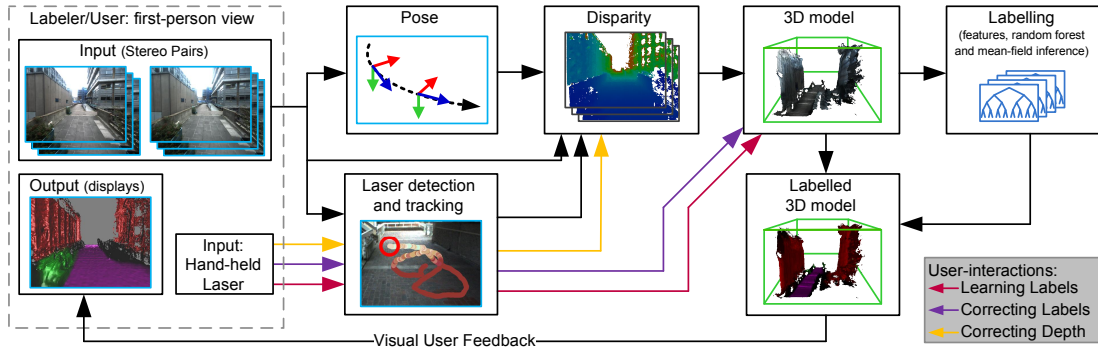 Labeler/User: first-person view
Input (Stereo Pairs)
Pose
Disparity
3D model
Labelling
(features, random forest
and mean-field inference)
Output (displays)
Input:
Hand-held
Laser
Laser detection
and tracking
Labelled
3D model
User-interactions:
Learning Labels
Correcting Labels
Correcting Depth
Visual User Feedback